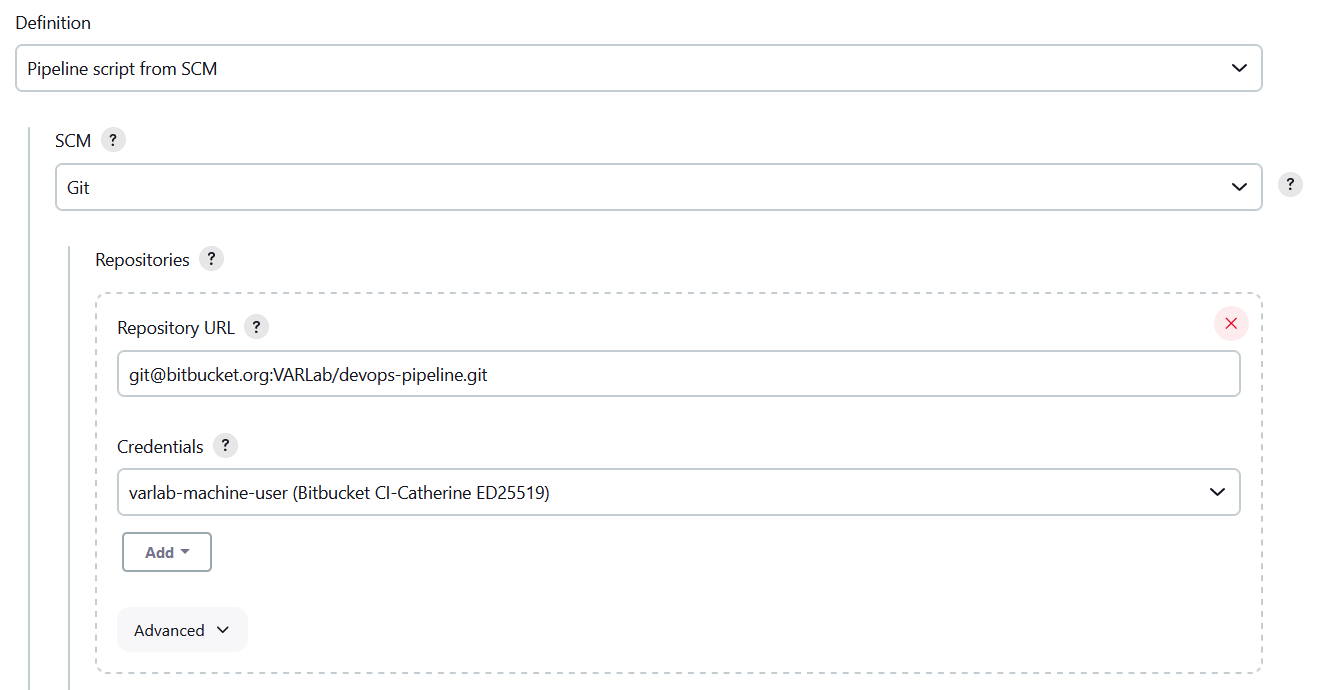 Definition
Pipeline script from SCM
SCM ?
Git
?
Repositories ?
Repository URL ?
git@bitbucket.org:VARLab/devops-pipeline.git
Credentials ?
varlab-machine-user (Bitbucket CI-Catherine ED25519)
Add
Advanced